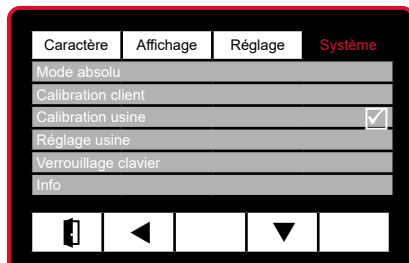 Caractère Affichage Réglage Système
Mode absolu
Calibration client
Calibration usine
Réglage usine
Verrouillage clavier
Info